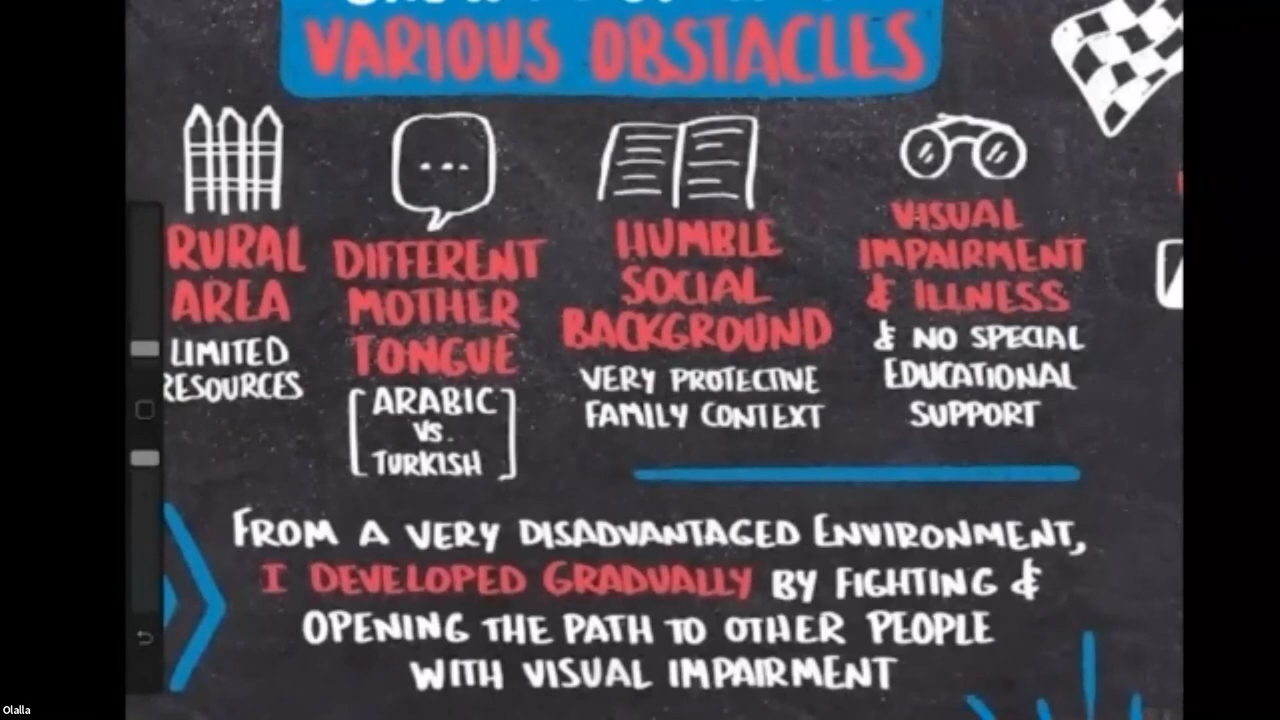 VARIOUS OBSTACLES
RURAL
AREA
LIMITED
RESOURCES
DIFFERENT
MOTHER
TONGUE
[ARABIC
VS.
TURKISH]
HUMBLE
SOCIAL
BACKGROUND
VERY PROTECTIVE
FAMILY CONTEXT
VISUAL
IMPAIRMENT
& ILLNESS
& NO SPECIAL
EDUCATIONAL
SUPPORT
FROM A VERY DISADVANTAGED ENVIRONMENT,
I DEVELOPED GRADUALLY BY FIGHTING &
OPENING THE PATH TO OTHER PEOPLE
WITH VISUAL IMPAIRMENT
Olalla